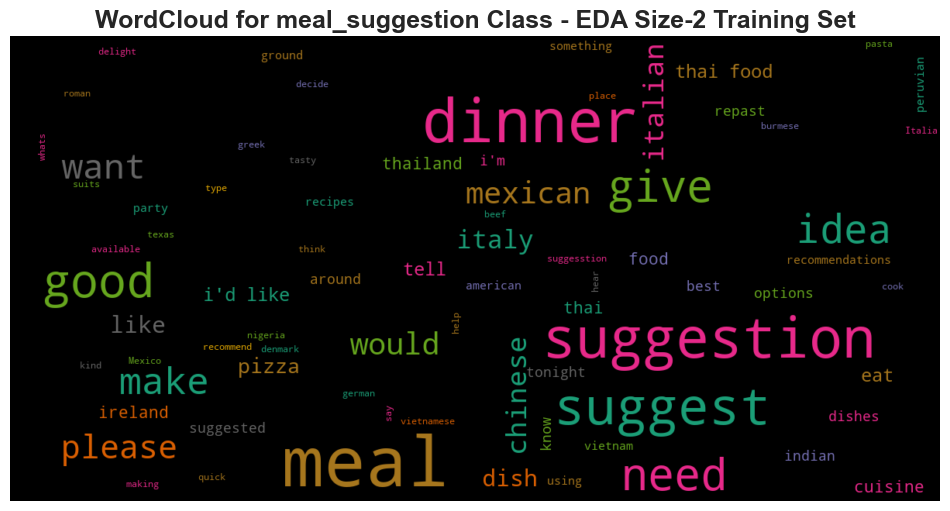 WordCloud for meal_suggestion Class - EDA Size-2 Training Set
delight
something
pasta
ground
italian
thai food
peruvian
decide
roman
place
dinner
repast
burmese
Italia
whats
greek
tasty
thailand
i'm
want
suits
type
mexican
give
recipes
party
beef
texas
idea
italy
available
think
suggesstion
food
recommendations
good
tell
hear
around
american
best
options
cook
i'd like
thai
like
help
nigeria
would
suggestion
recommend
denmark
Mexico
kind
pizza
chinese
tonight
eat
make
german
suggest
ireland
say
vietnamese
dishes
suggested
know
please
vietnam
indian
meal
quick
dish
using
need
making
cuisine